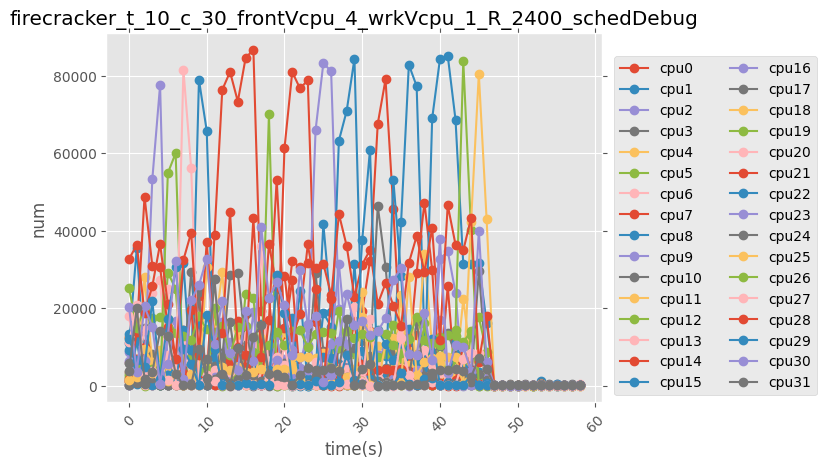 firecracker_t_10_c_30_frontVcpu_4_wrkVcpu_1_R_2400_schedDebug
80000
60000
40000
20000
0
num
0 10 20 30 40 50 60
time(s)
cpu0 cpu16
cpu1 cpu17
cpu2 cpu18
cpu3 cpu19
cpu4 cpu20
cpu5 cpu21
cpu6 cpu22
cpu7 cpu23
cpu8 cpu24
cpu9 cpu25
cpu10 cpu26
cpu11 cpu27
cpu12 cpu28
cpu13 cpu29
cpu14 cpu30
cpu15 cpu31